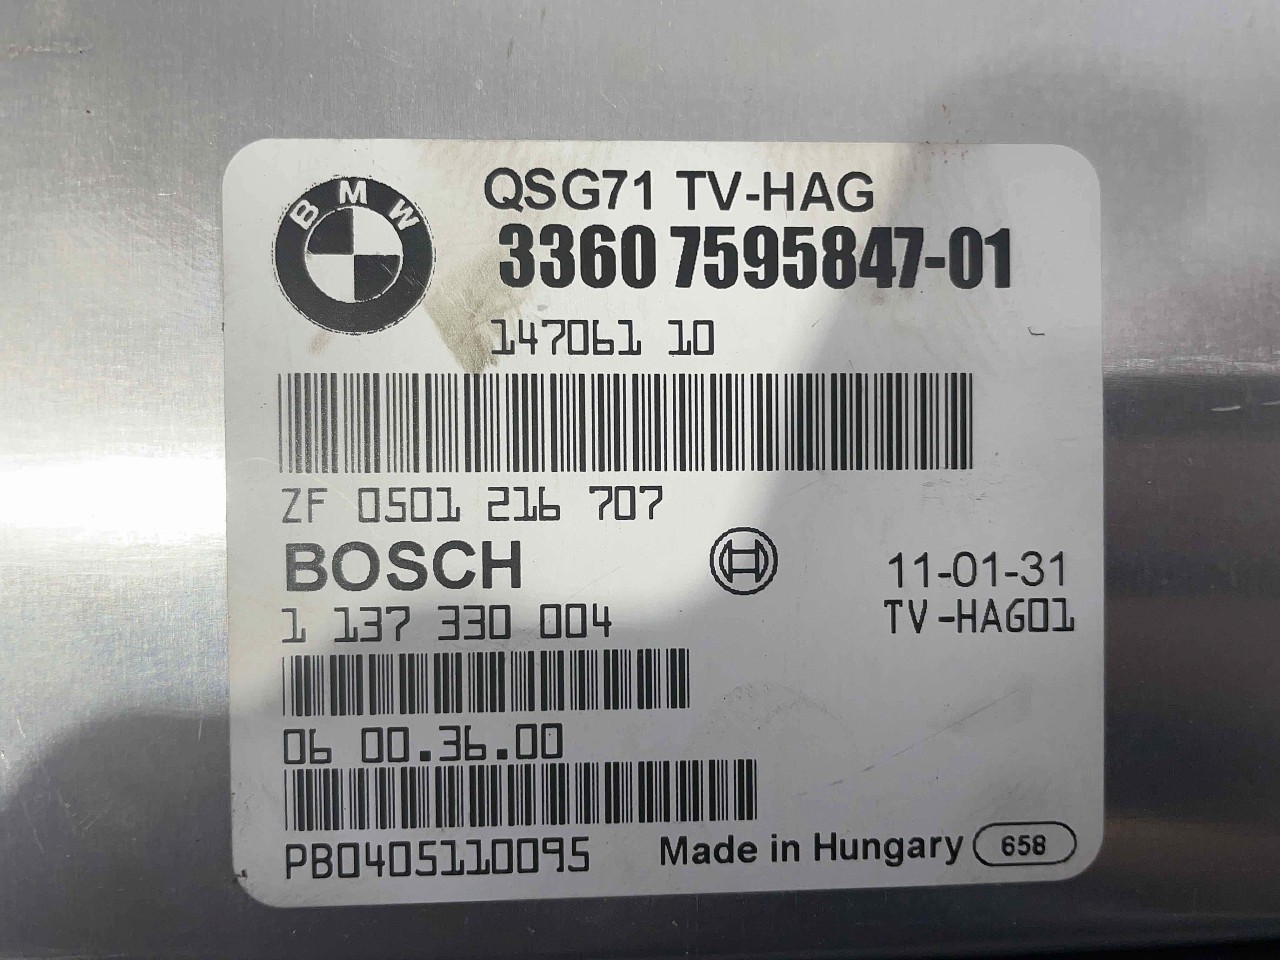 BMW
QSG71 TV-HAG
3360 7595847-01
147061 10
ZF 0501 216 707
BOSCH
11-01-31
1 137 330 004
TV-HAG01
06 00.36.00
PB0405110095
Made in Hungary 658